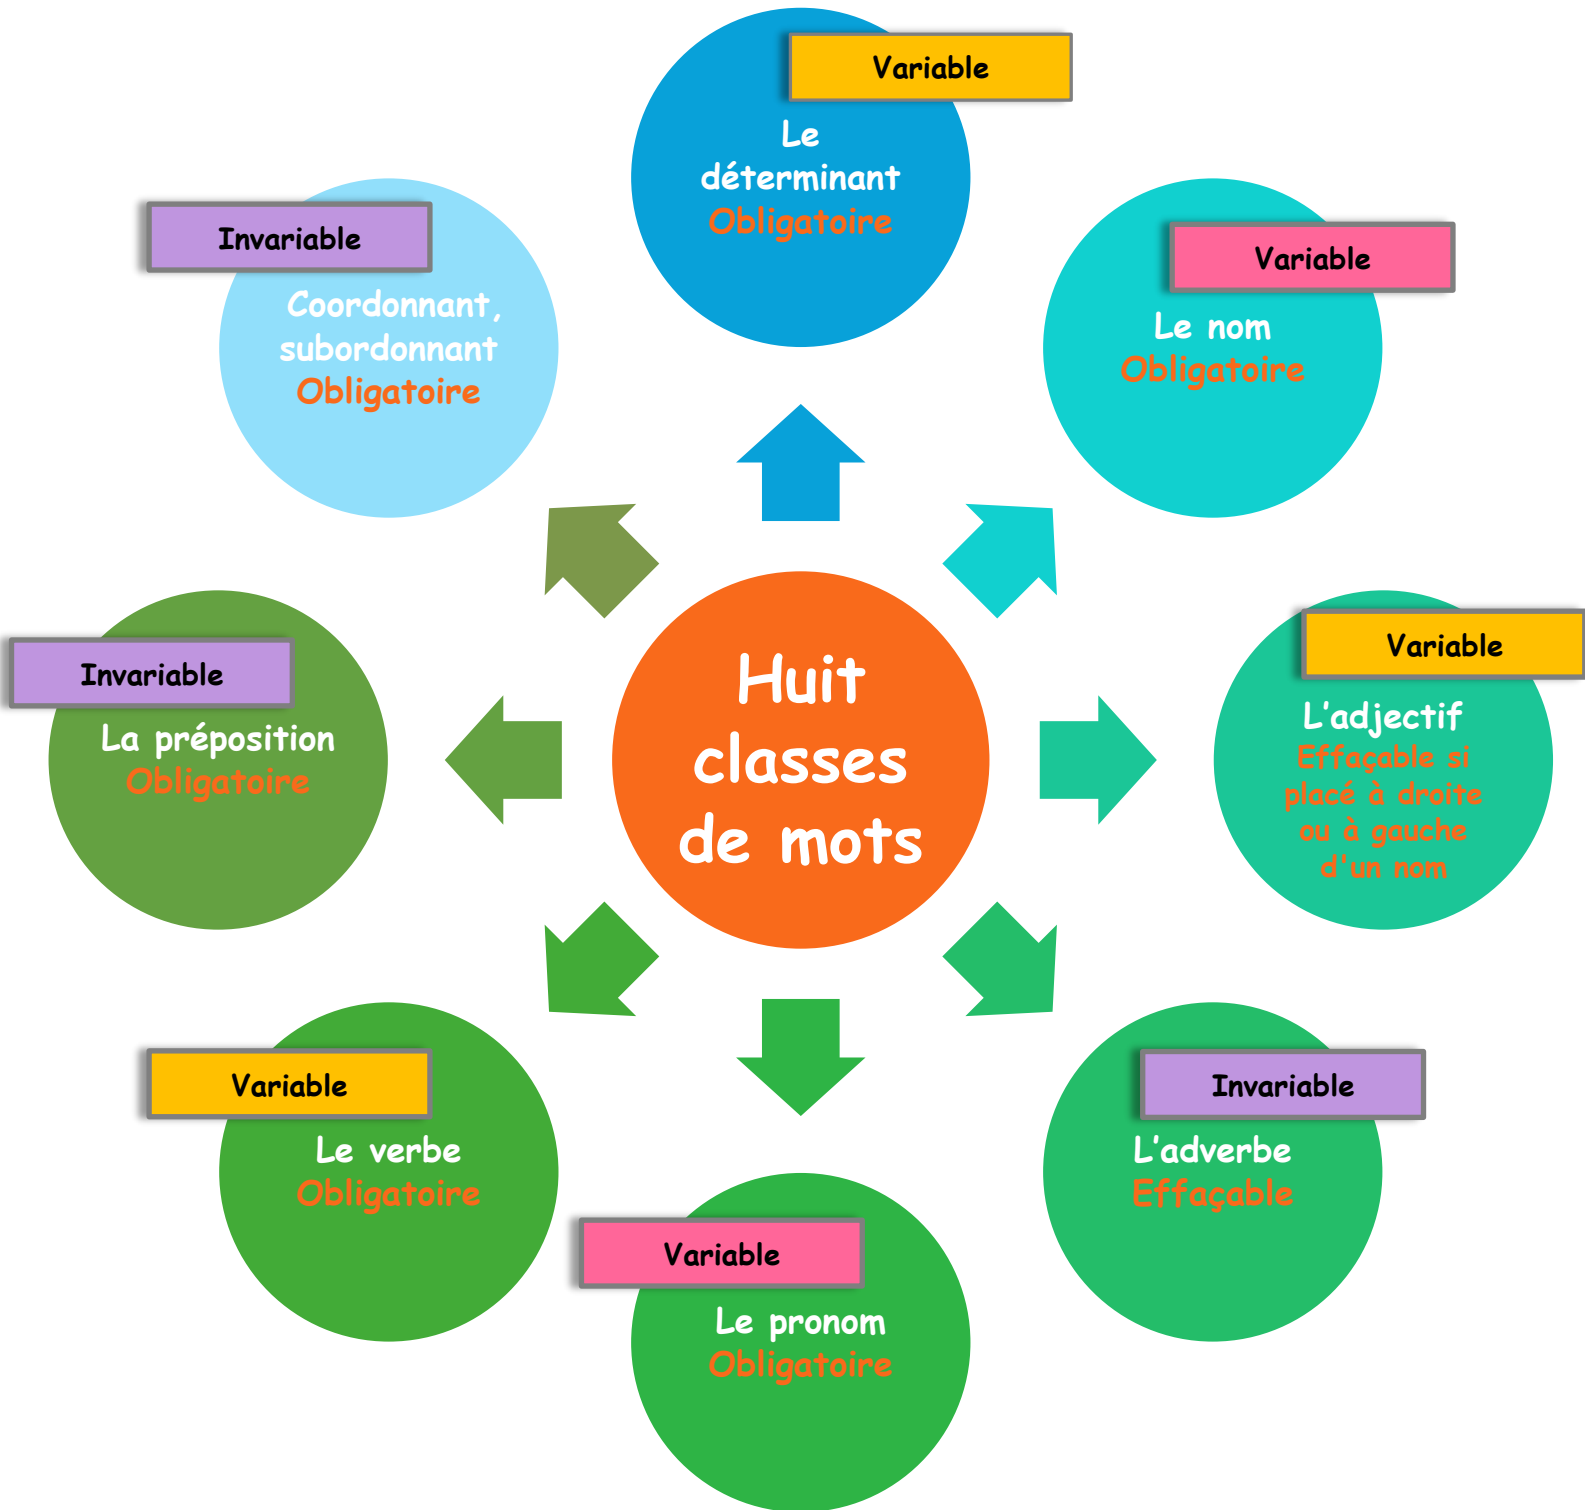 Huit
classes
de mots
Variable
Le
déterminant
Obligatoire
Variable
Le nom
Obligatoire
Variable
L'adjectif
Effaçable si
placé à droite
ou à gauche
d'un nom
Invariable
L'adverbe
Effaçable
Variable
Le pronom
Obligatoire
Variable
Le verbe
Obligatoire
Invariable
La préposition
Obligatoire
Invariable
Coordonnant,
subordonnant
Obligatoire